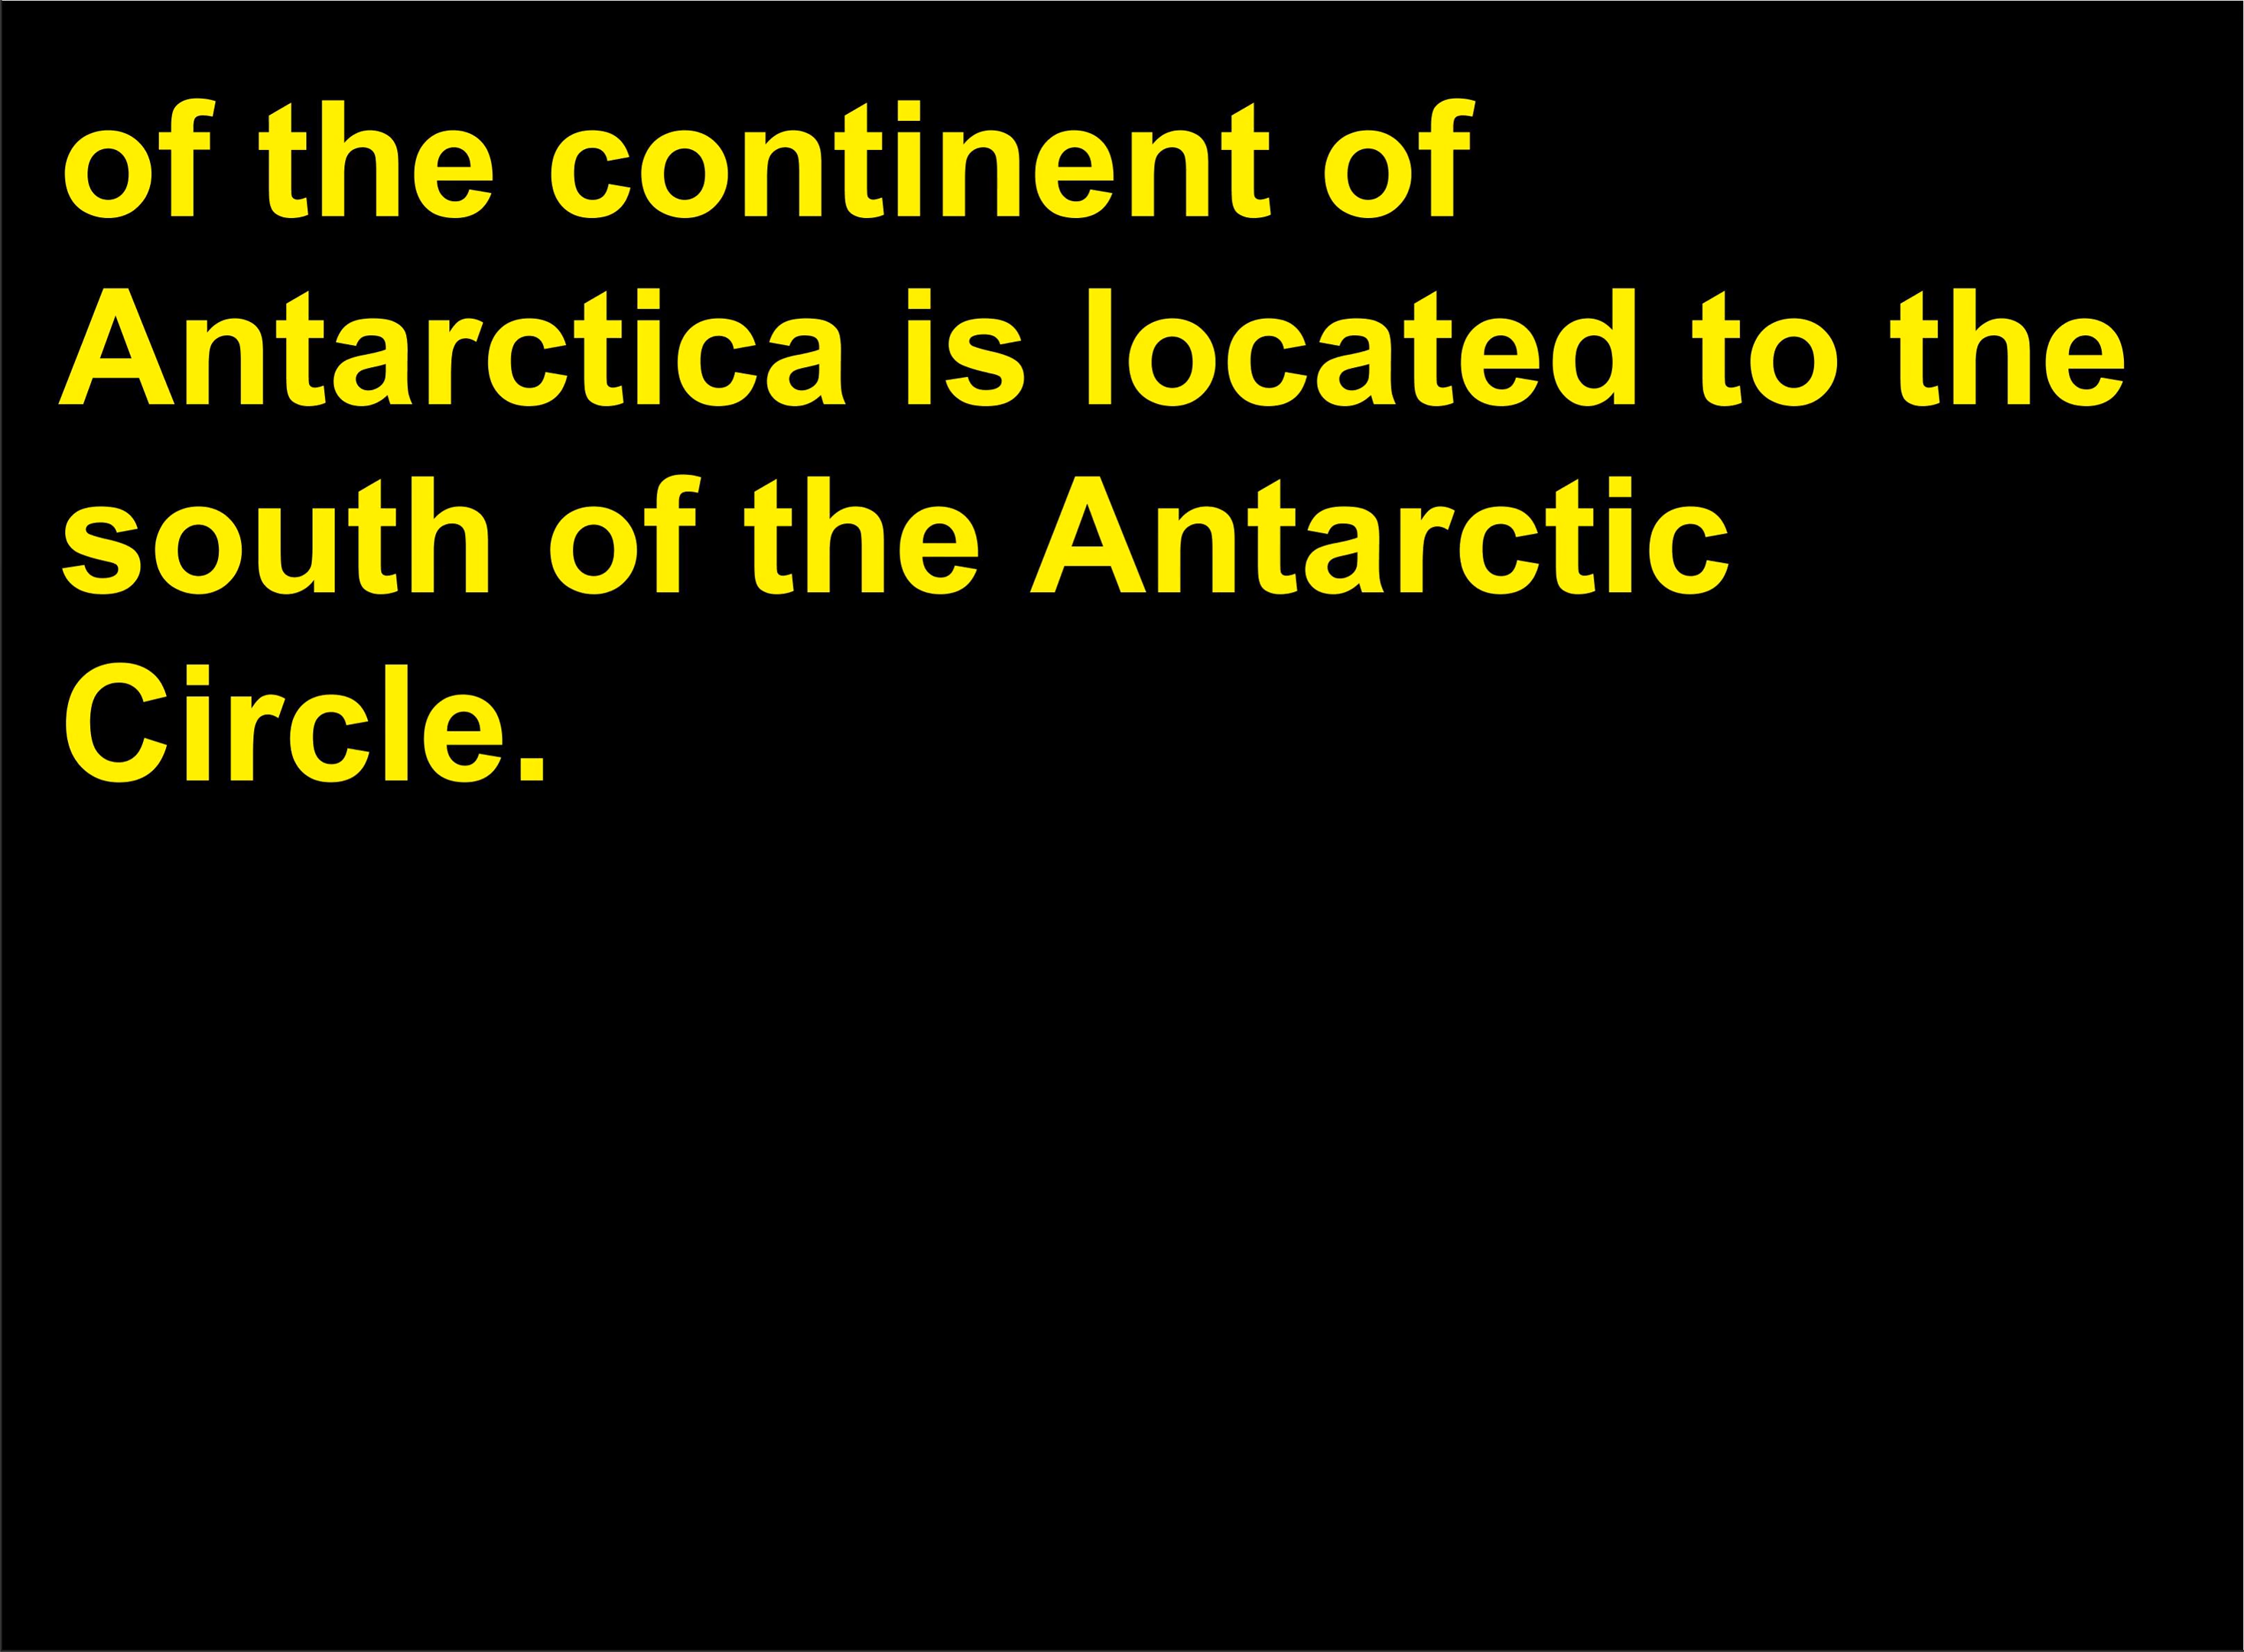 of the continent of
Antarctica is located to the
south of the Antarctic
Circle.